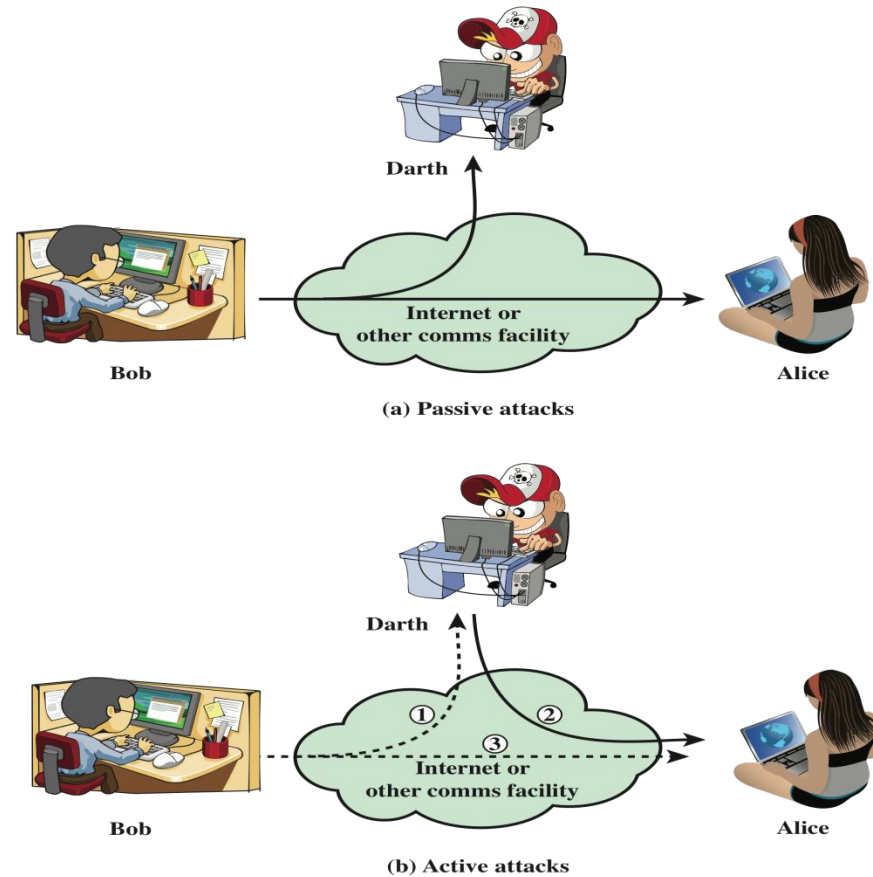 Darth
Internet or
other comms facility
Bob
Alice
(a) Passive attacks
Darth
1
2
3
Internet or
other comms facility
Bob
Alice
(b) Active attacks